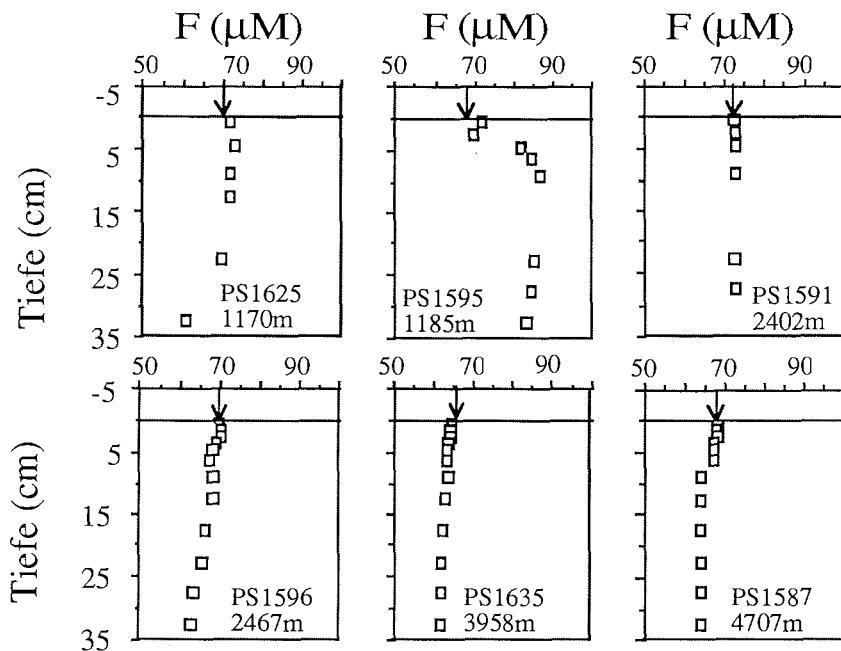 F (µM) F (µM)
50 70 90 50 70 90 50 70 90
-5
5
15
25
35
Tiefe (cm)
PS1625
1170m
PS1595
1185m
PS1591
2402m
50 70 90 50 70 90 50 70 90
-5
5
15
25
35
Tiefe (cm)
PS1596
2467m
PS1635
3958m
PS1587
4707m